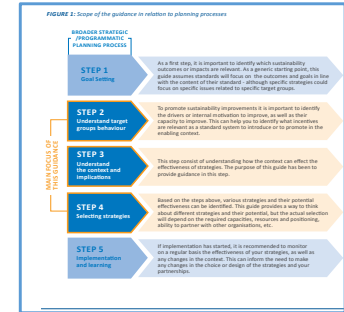 FIGURE 1: Scope of the guidance in relation to planning processes
BROADER STRATEGIC
/PROGRAMMATIC
PLANNING PROCESS
STEP 1
Goal Setting
As a first step, it is important to identify which sustainability
outcomes or impacts are relevant. As a generic starting point, this
guide assumes standards will focus on the outcomes and goals in line
with the context of their standard - although specific strategies could
focus on specific issues related to specific target groups.
MAIN FOCUS OF
THIS GUIDANCE
STEP 2
Understand target
groups behaviour
To promote sustainability improvements it is important to identify
the drivers or internal motivation to improve, as well as their
capacity to improve. This can help you to identify what incentives
are relevant as a standard system to introduce or to promote in the
enabling context.
STEP 3
Understand
the context and
implications
This step consist of understanding how the context can effect the
effectiveness of strategies. The purpose of this guide has been to
provide guidance in this step.
STEP 4
Selecting strategies
Based on the steps above, various strategies and their potential
effectiveness can be identified. This guide provides a way to think
about different strategies and their potential, but the actual selection
will depend on the required capacities, resources and positioning,
ability to partner with other organisations, etc.
STEP 5
Implementation
and learning
If implementation has started, it is recommended to monitor
on a regular basis the effectiveness of your strategies, as well as
any changes in the context. This can inform the need to make
any changes in the choice or design of the strategies and your
partnerships.